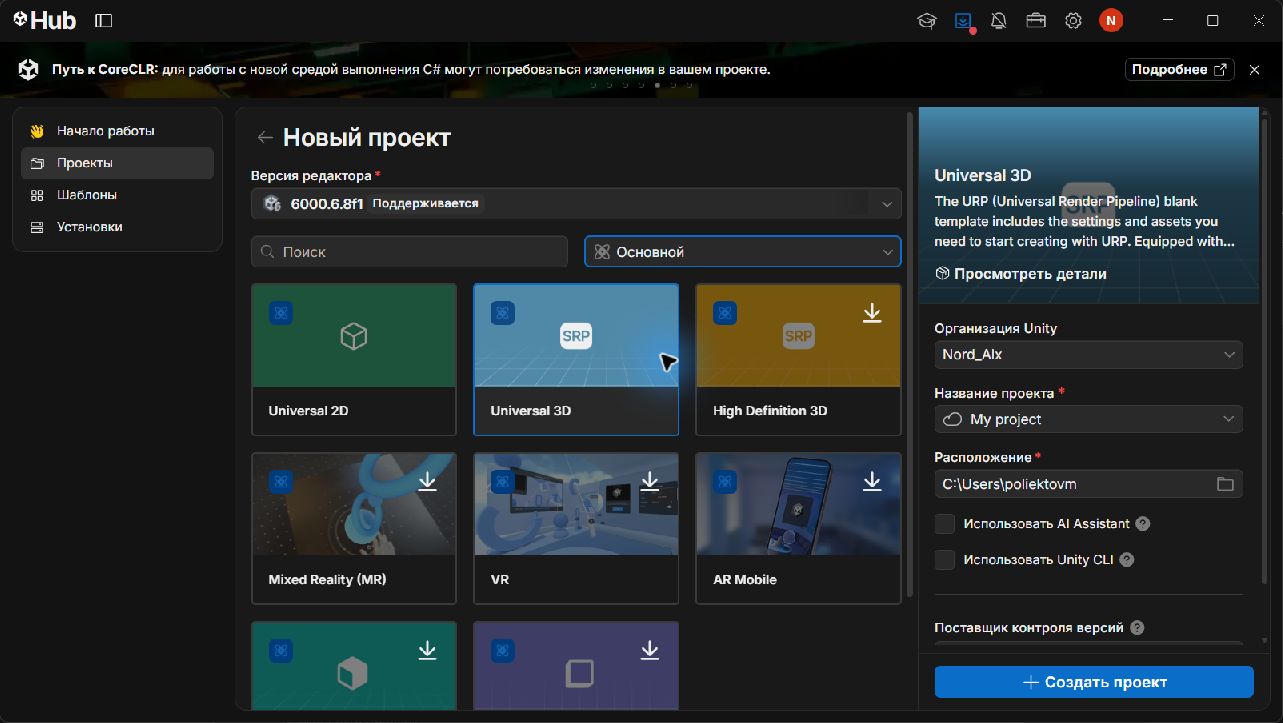 Hub
N
Путь к CoreCLR: для работы с новой средой выполнения C# могут потребоваться изменения в вашем проекте.
Подробнее
Начало работы
Проекты
Шаблоны
Установки
Новый проект
Версия редактора *
6000.6.8f1 Поддерживается
Поиск
Основной
SRP
SRP
Universal 2D
Universal 3D
High Definition 3D
Mixed Reality (MR)
VR
AR Mobile
SRP
Universal 3D
The URP (Universal Render Pipeline) blank
template includes the settings and assets you
need to start creating with URP. Equipped with...
Просмотреть детали
Организация Unity
Nord_Alx
Название проекта *
My project
Расположение *
C:\Users\poliektovm
Использовать AI Assistant ?
Использовать Unity CLI ?
Поставщик контроля версий ?
+ Создать проект